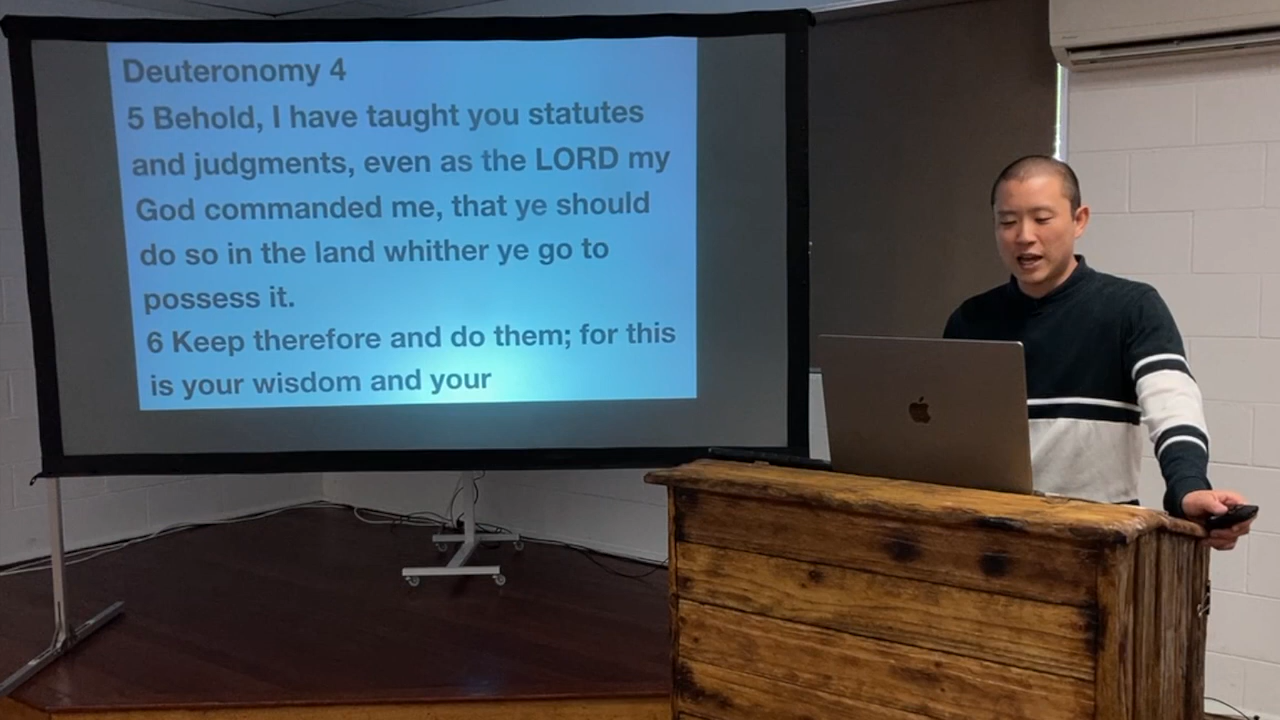 Deuteronomy 4
5 Behold, I have taught you statutes
and judgments, even as the LORD my
God commanded me, that ye should
do so in the land whither ye go to
possess it.
6 Keep therefore and do them; for this
is your wisdom and your